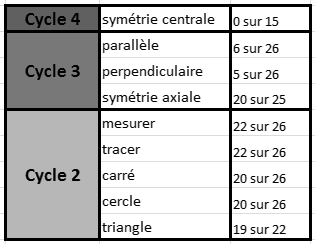 Cycle 4 symétrie centrale 0 sur 15
parallèle 6 sur 26
Cycle 3 perpendiculaire 5 sur 26
symétrie axiale 20 sur 25
mesurer 22 sur 26
tracer 22 sur 26
Cycle 2 carré 20 sur 26
cercle 20 sur 26
triangle 19 sur 22